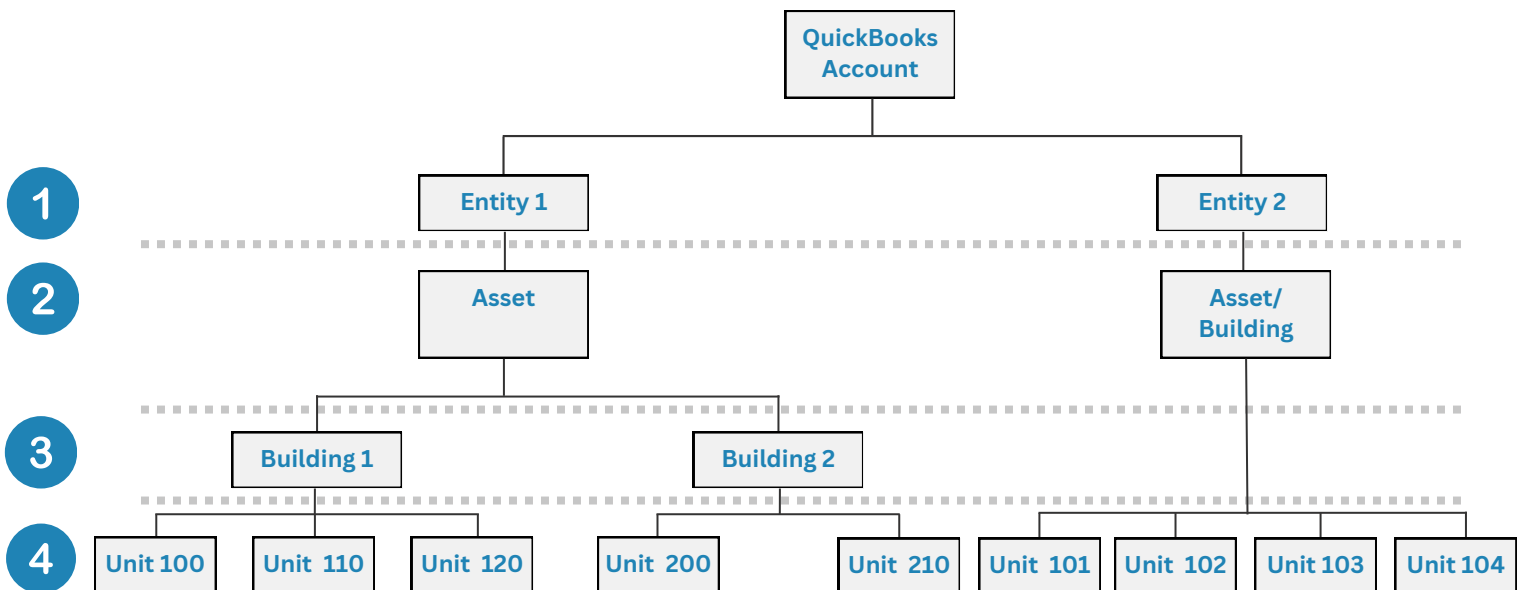 QuickBooks
Account
1
Entity 1
Entity 2
2
Asset
Asset/
Building
3
Building 1
Building 2
4
Unit 100
Unit 110
Unit 120
Unit 200
Unit 210
Unit 101
Unit 102
Unit 103
Unit 104